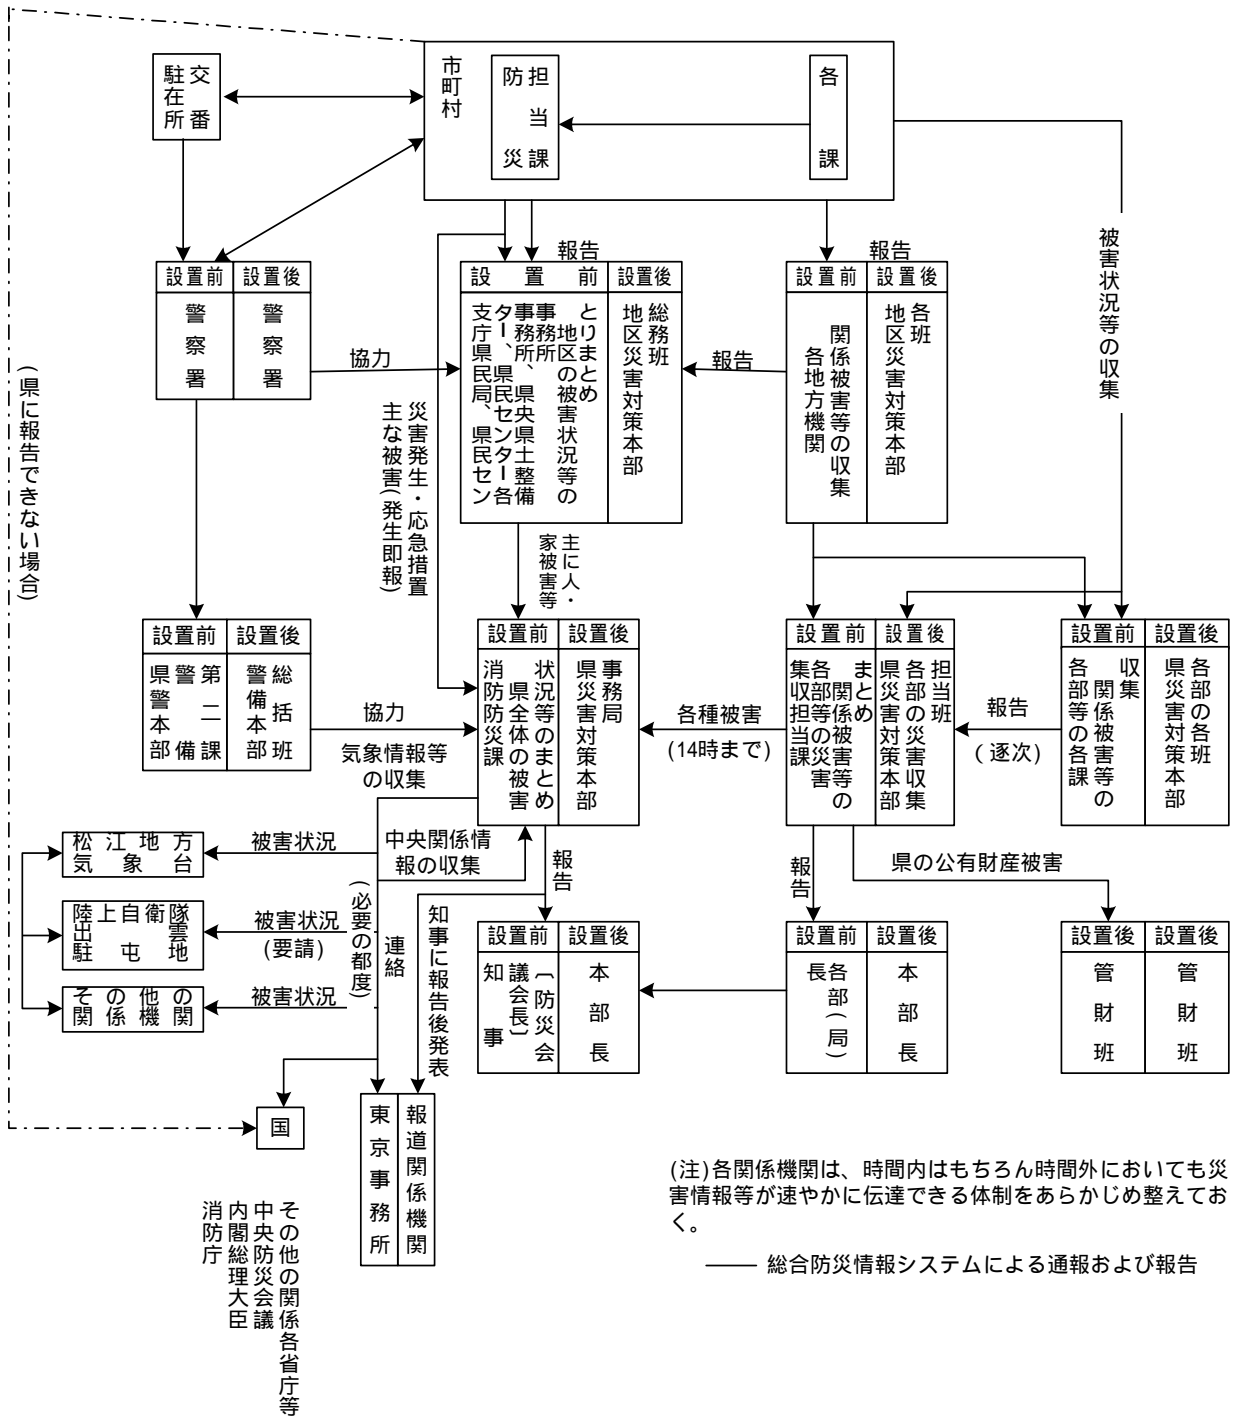 市町村
防災
担当課
各課
交番
駐在所
(県に報告できない場合)
被害状況等の収集
設置前
設置後
警察署
警察署
協力
報告
設置前
設置後
支庁県民局、県民セン
ター、県民センター各
事務所、県央県土整備
事務所
地区の被害状況等の
とりまとめ
総務班
地区災害対策本部
報告
報告
設置前
設置後
関係被害等の収集
各地方機関
各班
地区災害対策本部
災害発生・応急措置
主な被害(発生即報)
主に人・
家被害等
設置前
設置後
県警本部
警備第二課
総括班
警備本部
協力
気象情報等
の収集
設置前
設置後
消防防災課
県全体の被害
状況等のまとめ
事務局
県災害対策本部
各種被害
(14時まで)
設置前
設置後
集収担当課
各部等の災害
関係被害等の
まとめ
担当班
各部の災害収集
県災害対策本部
報告
(逐次)
設置前
設置後
各部等の各課
関係被害等の
収集
各部の各班
県災害対策本部
松江地方
気象台
被害状況
陸上自衛隊
出雲
駐屯地
被害状況
(要請)
その他の
関係機関
被害状況
中央関係情
報の収集
(必要の都度)
連絡
知事に報告後発表
報告
設置前
設置後
知事
〔防災会
議会長〕
本部長
報告
設置前
設置後
各部(局)
長
本部長
県の公有財産被害
設置後
設置後
管財班
管財班
国
東京事務所
報道関係機関
消防庁
内閣総理大臣
中央防災会議
その他の関係各省庁等
(注)各関係機関は、時間内はもちろん時間外においても災
害情報等が速やかに伝達できる体制をあらかじめ整えてお
く。
―― 総合防災情報システムによる通報および報告